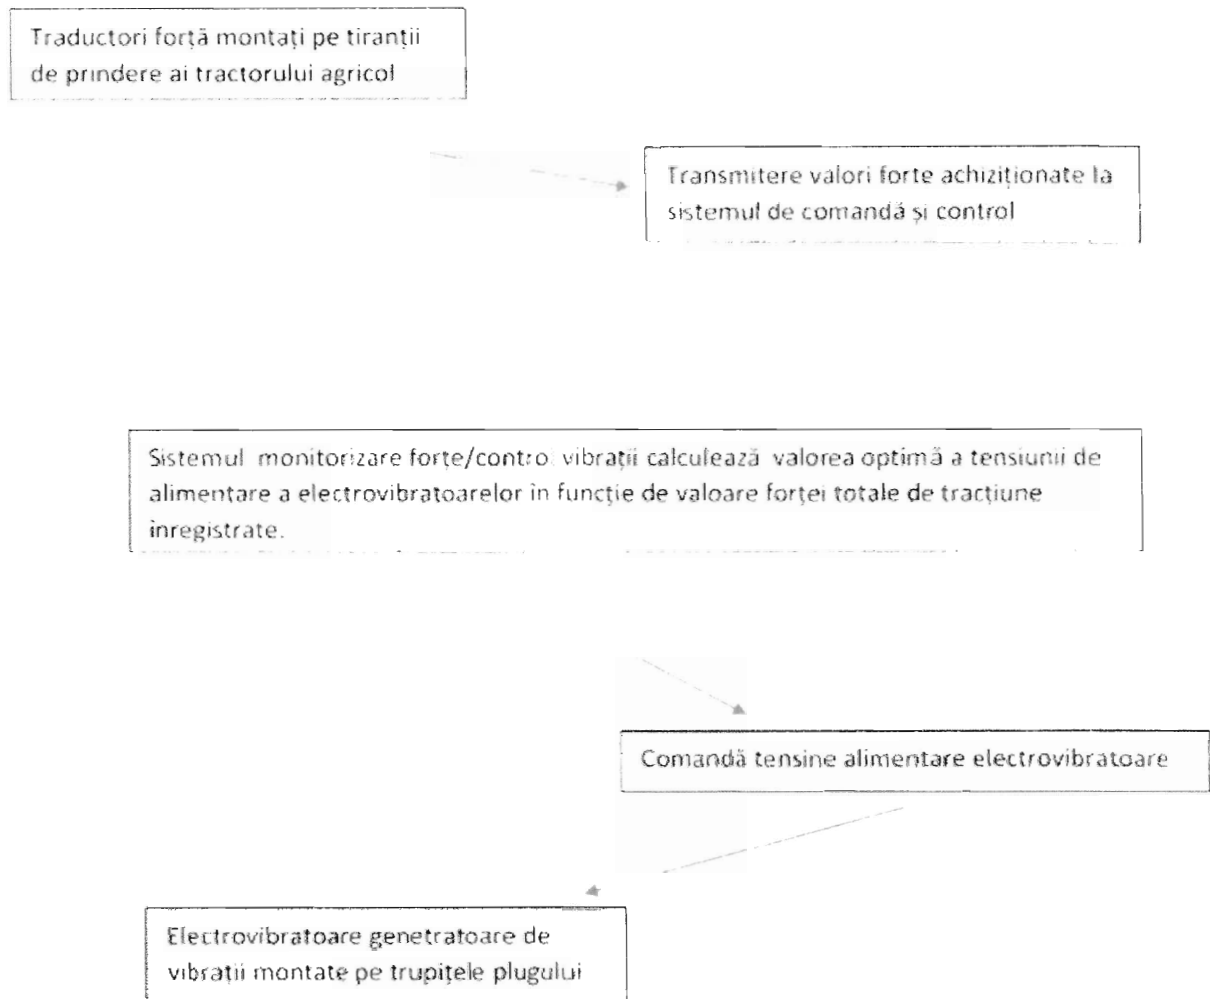 Traductori forță montați pe tiranții
de prindere ai tractorului agricol
Transmitere valori forte achiziționate la
sistemul de comandă și control
Sistemul monitorizare forțe/control vibrații calculează valorea optimă a tensiunii de
alimentare a electrovibratoarelor în funcție de valoare forței totale de tracțiune
înregistrate.
Comandă tensine alimentare electrovibratoare
Electrovibratoare genetratoare de
vibrații montate pe trupițele plugului